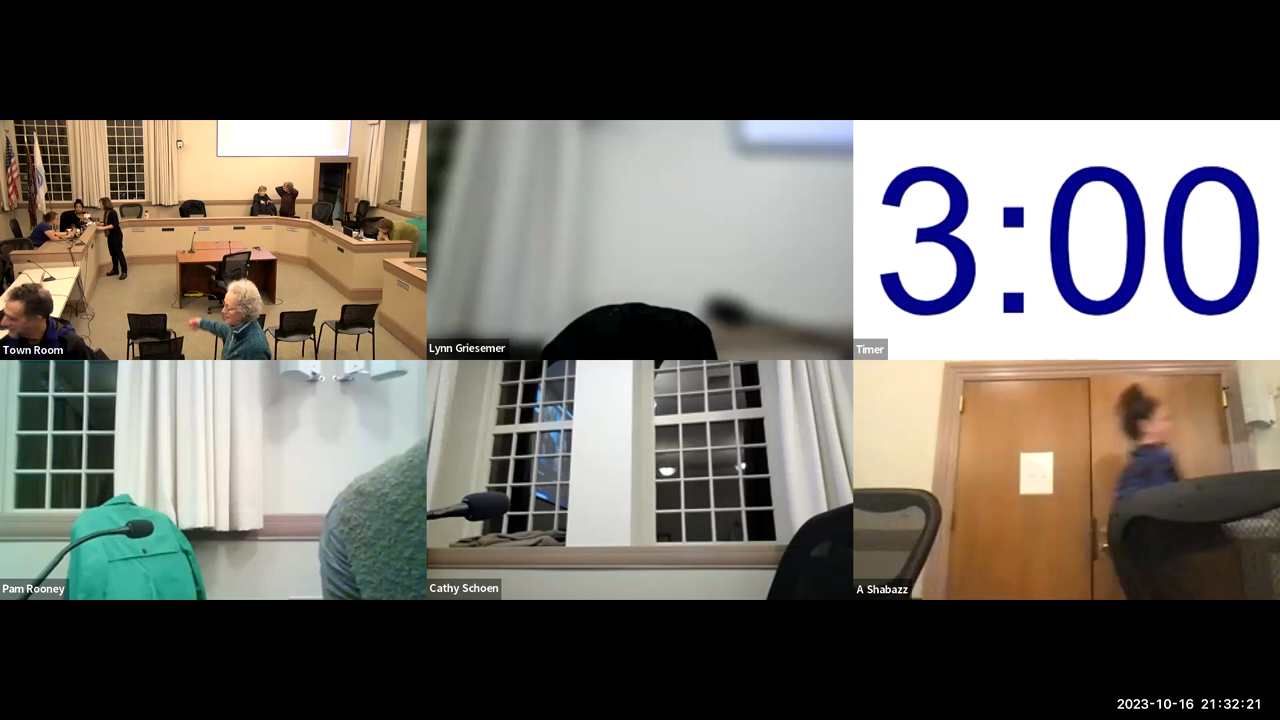 Town Room
Lynn Griesemer
3:00
Timer
Pam Rooney
Cathy Schoen
A Shabazz
2023-10-16 21:32:21